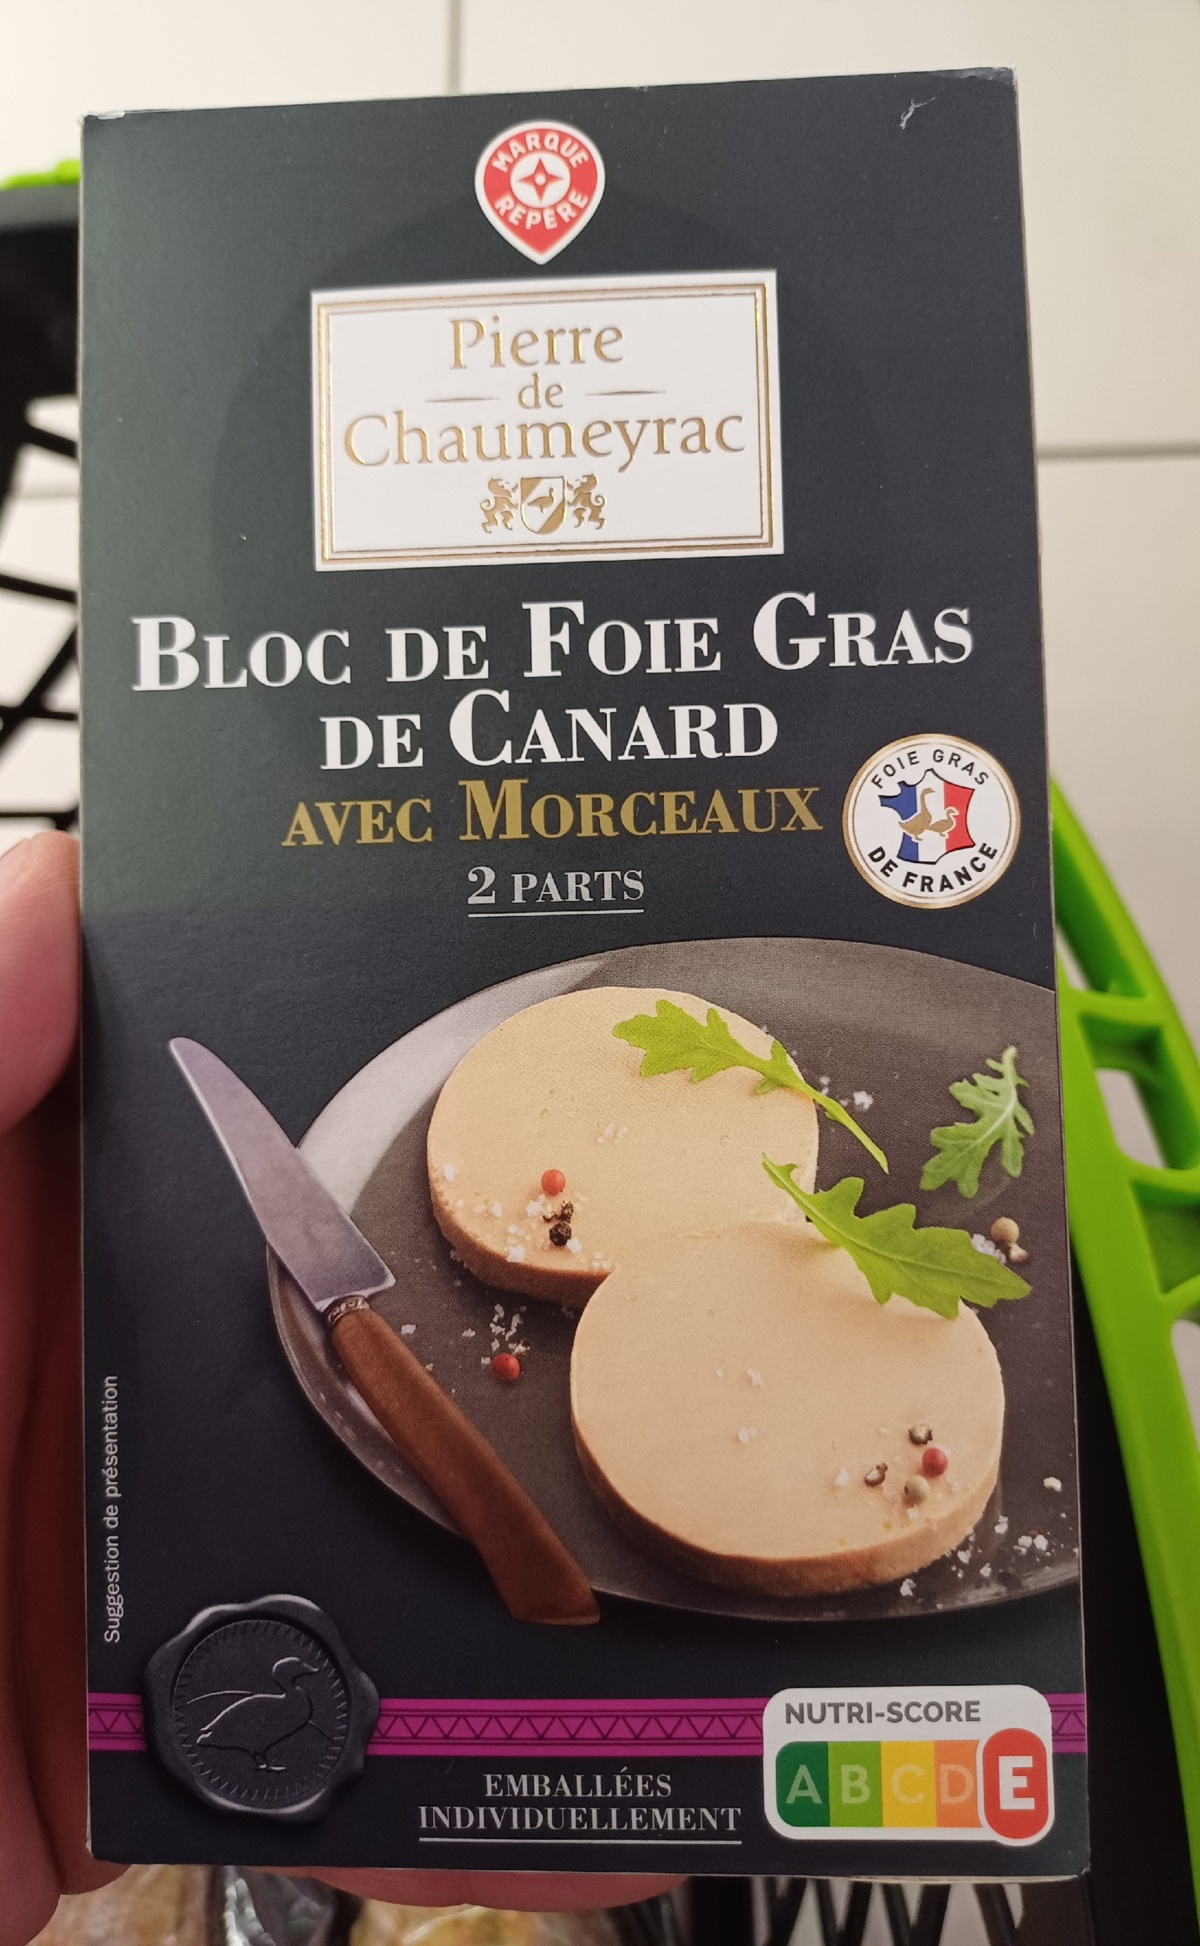 MARQUE
REPÈRE
Pierre
de
Chaumeyrac
BLOC DE FOIE GRAS
DE CANARD
AVEC MORCEAUX
2 PARTS
FOIE GRAS
DE FRANCE
Suggestion de présentation
EMBALLÉES
INDIVIDUELLEMENT
NUTRI-SCORE
A B C D E